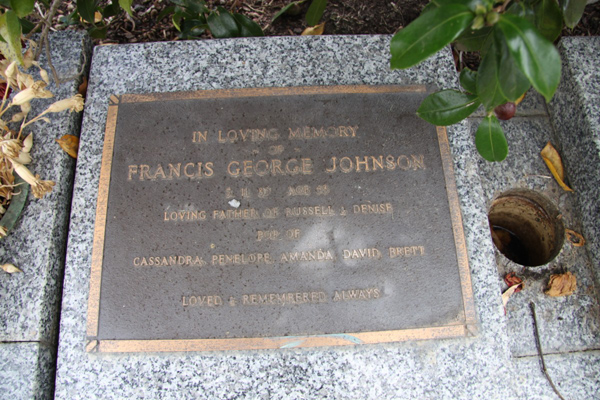 IN LOVING MEMORY
OF
FRANCIS GEORGE JOHNSON
AGE
LOVING FATHER OF RUSSELL & DENISE
OF
CASSANDRA, PENELOPE, AMANDA, DAVID, BRETT
LOVED & REMEMBERED ALWAYS